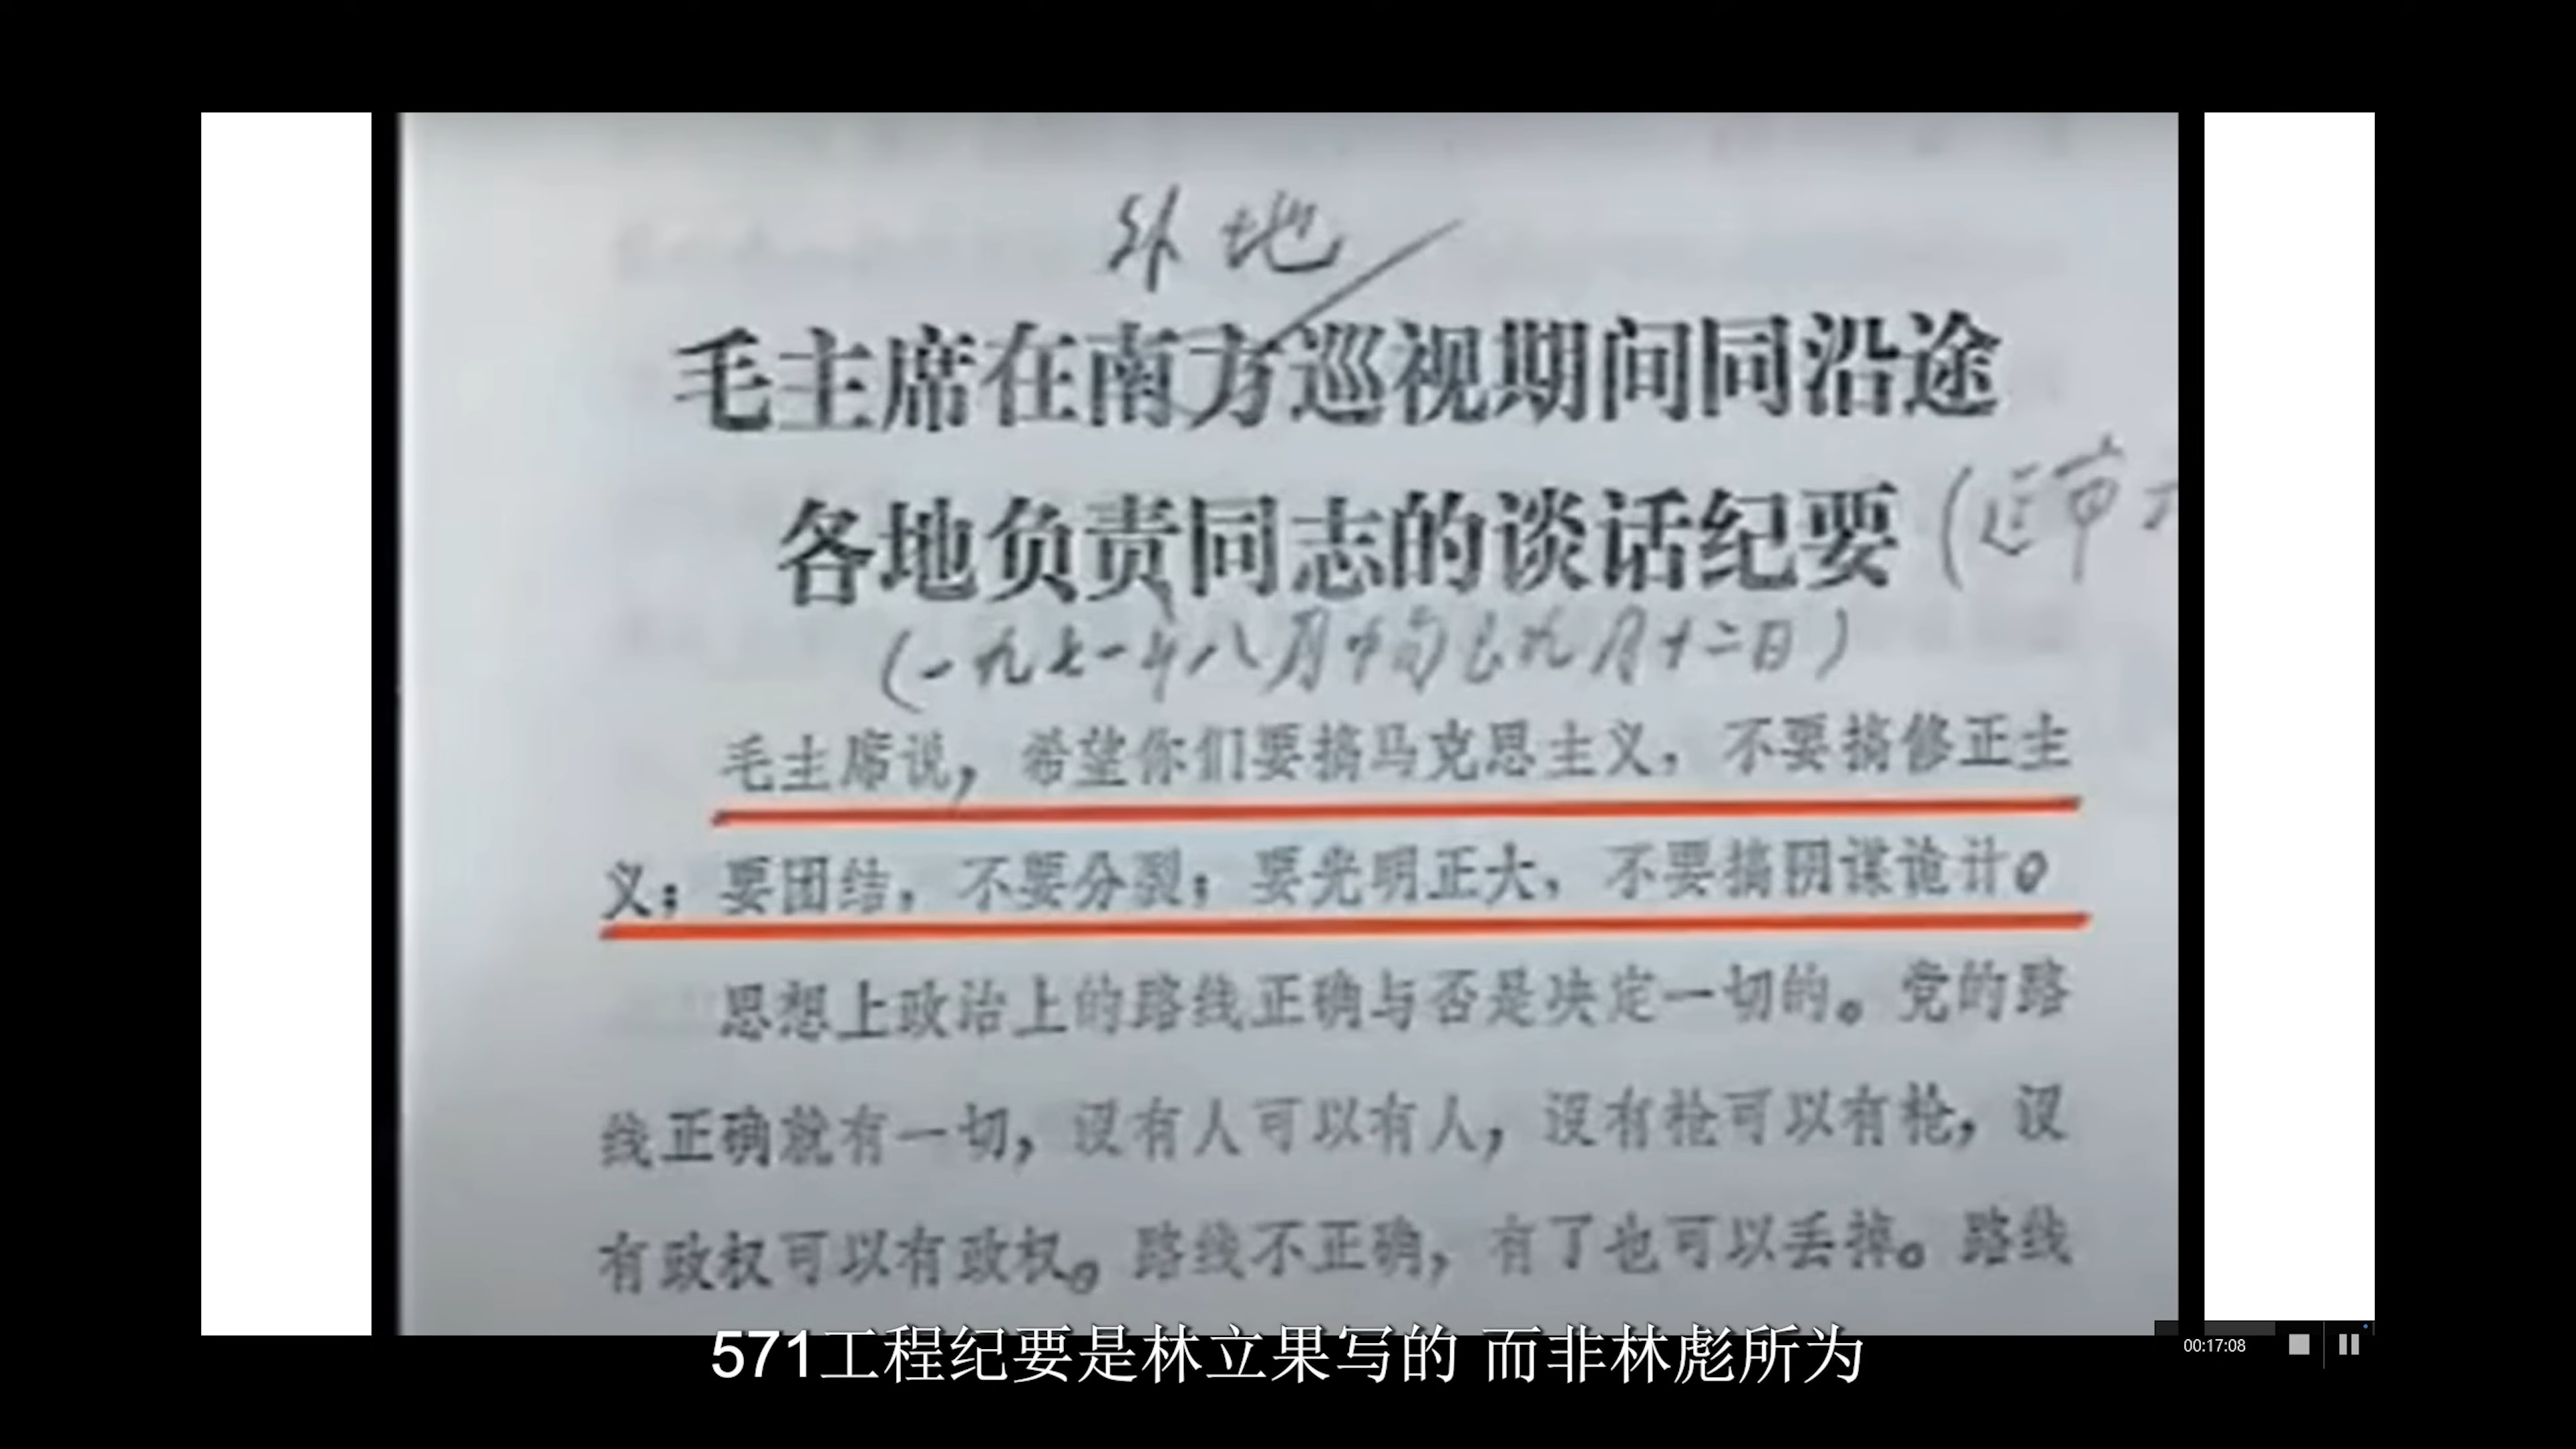 外地
毛主席在南方巡视期间同沿途
各地负责同志的谈话纪要
(一九七一年八月中旬至九月十二日)
毛主席说，希望你们要搞马克思主义，不要搞修正主
义；要团结，不要分裂；要光明正大，不要搞阴谋诡计。
思想上政治上的路线正确与否是决定一切的。党的路
线正确就有一切，没有人可以有人，没有枪可以有枪，没
有政权可以有政权。路线不正确，有了也可以丢掉。路线
571工程纪要是林立果写的 而非林彪所为
00:17:08